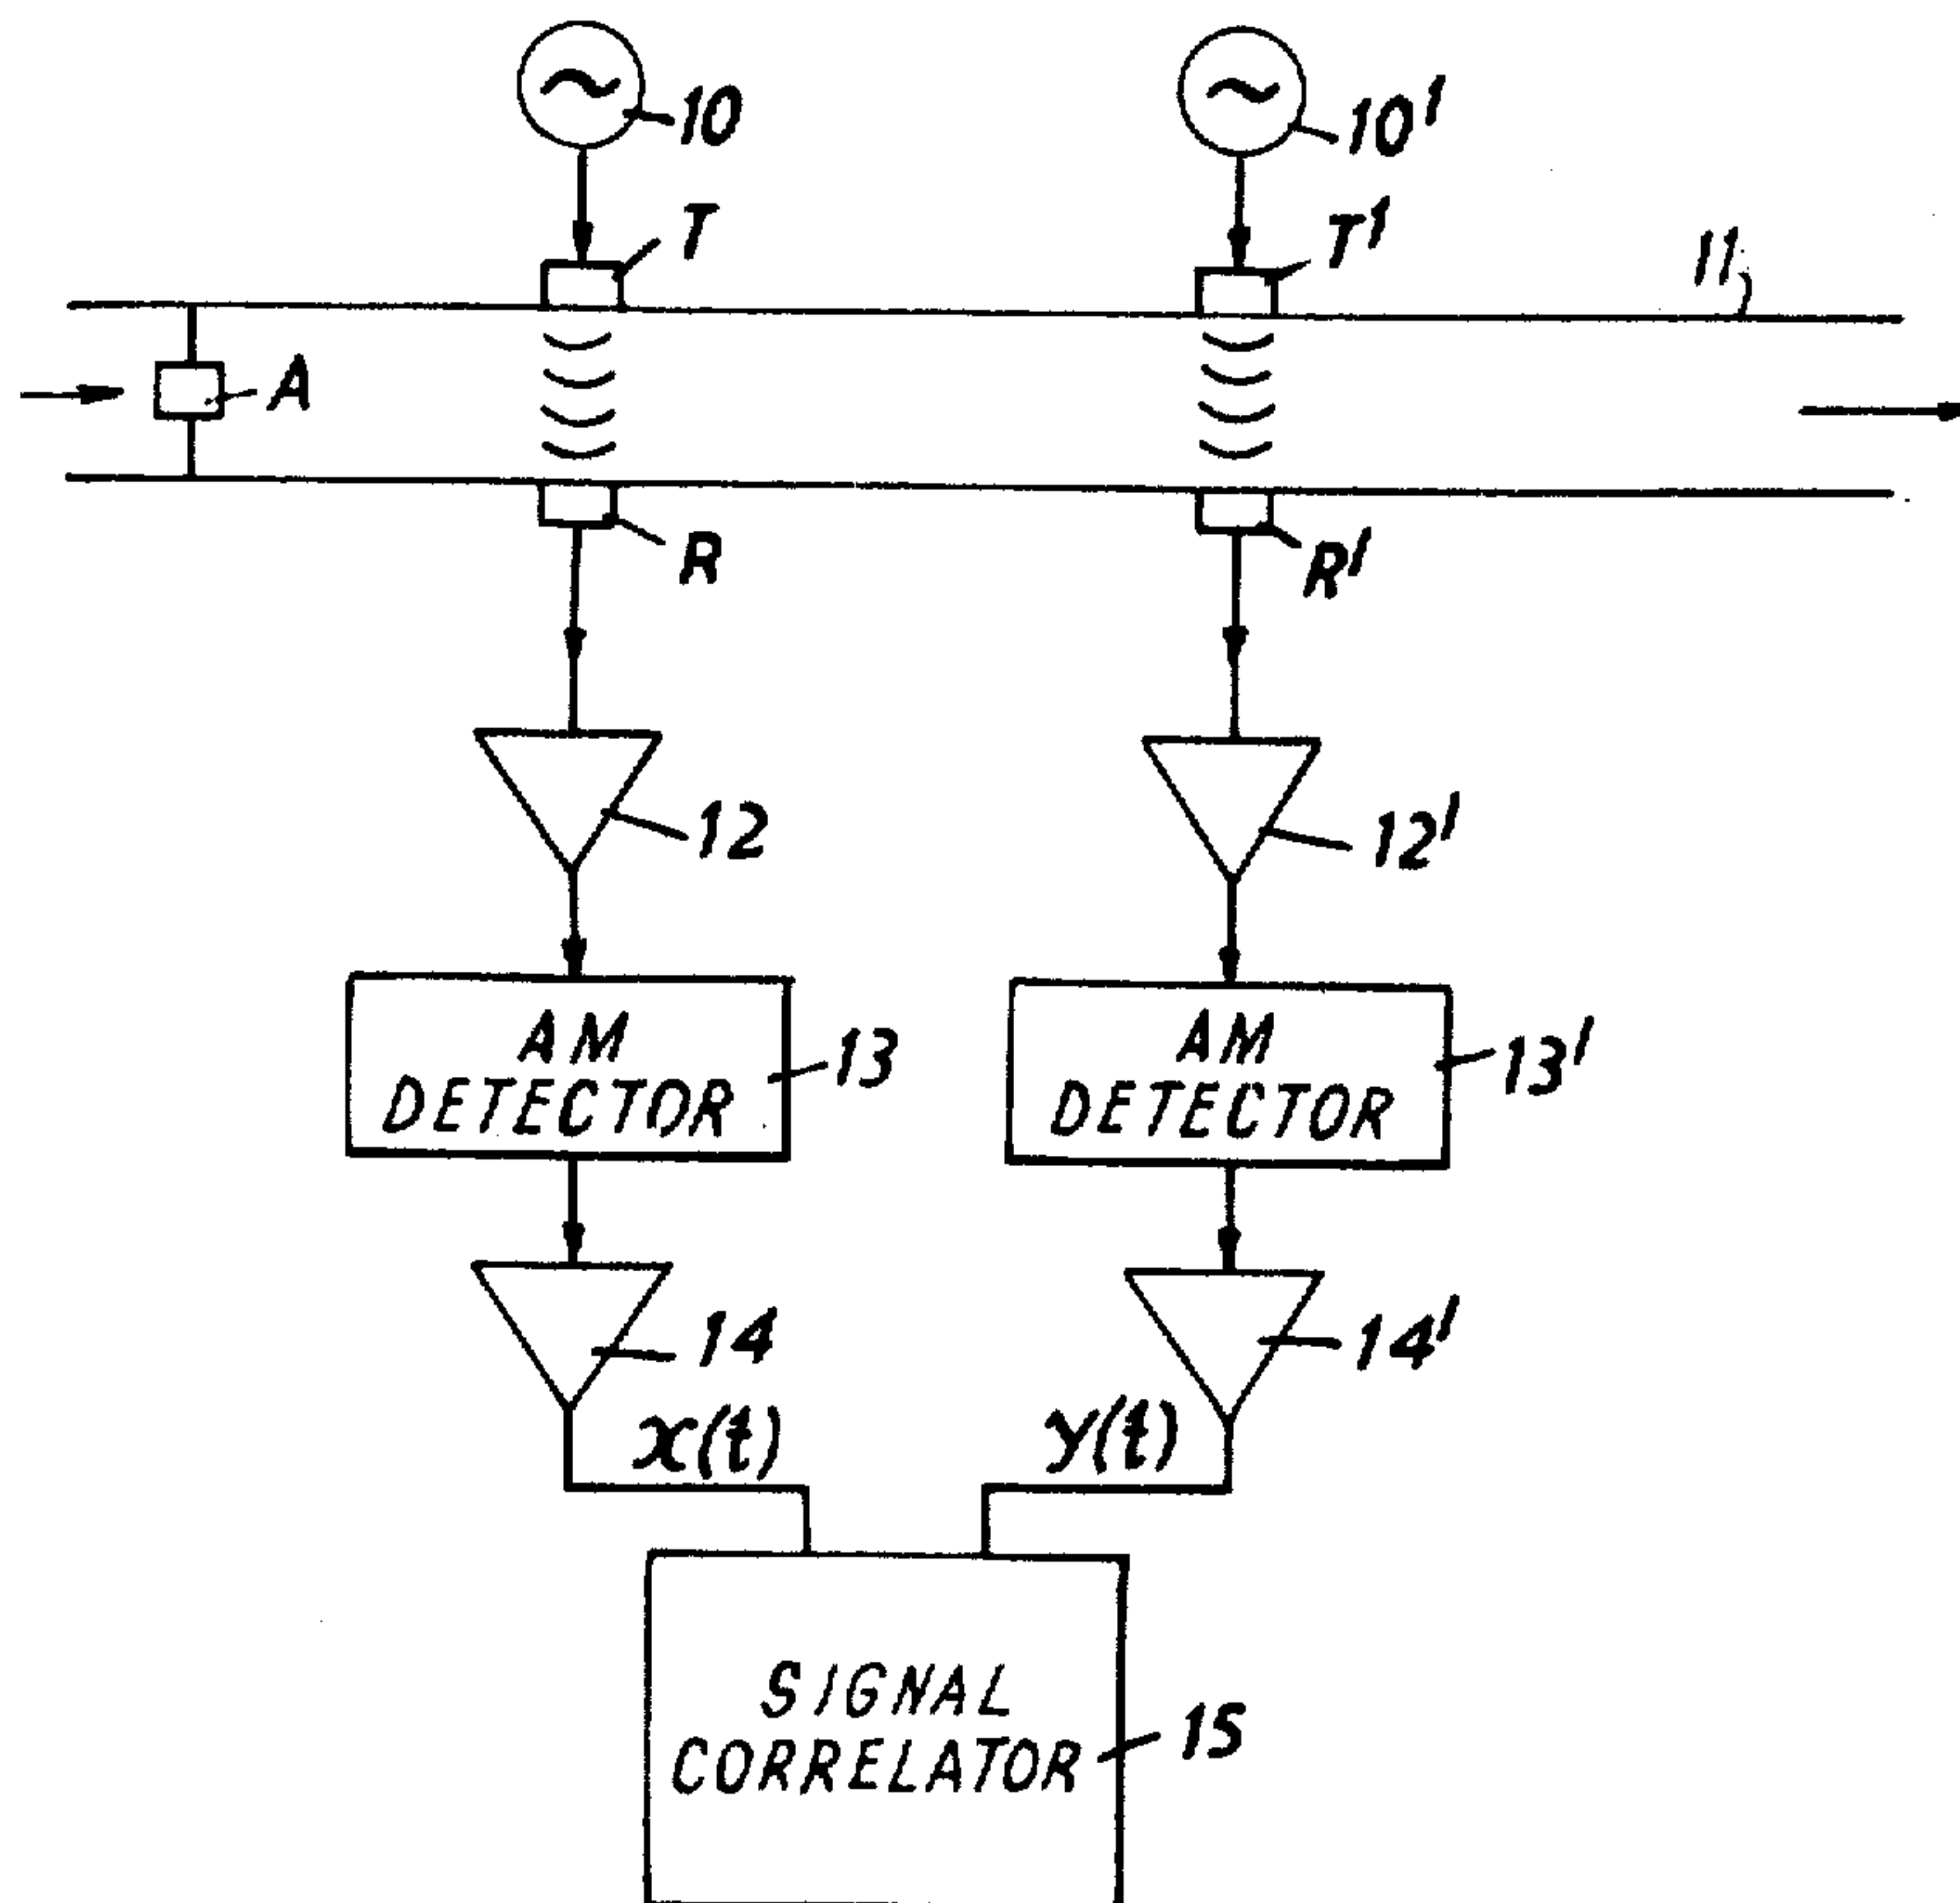 10
10'
T
T'
11
A
R
R'
12
12'
AM
DETECTOR
13
AM
DETECTOR
13'
14
14'
x(t)
y(t)
SIGNAL
CORRELATOR
15